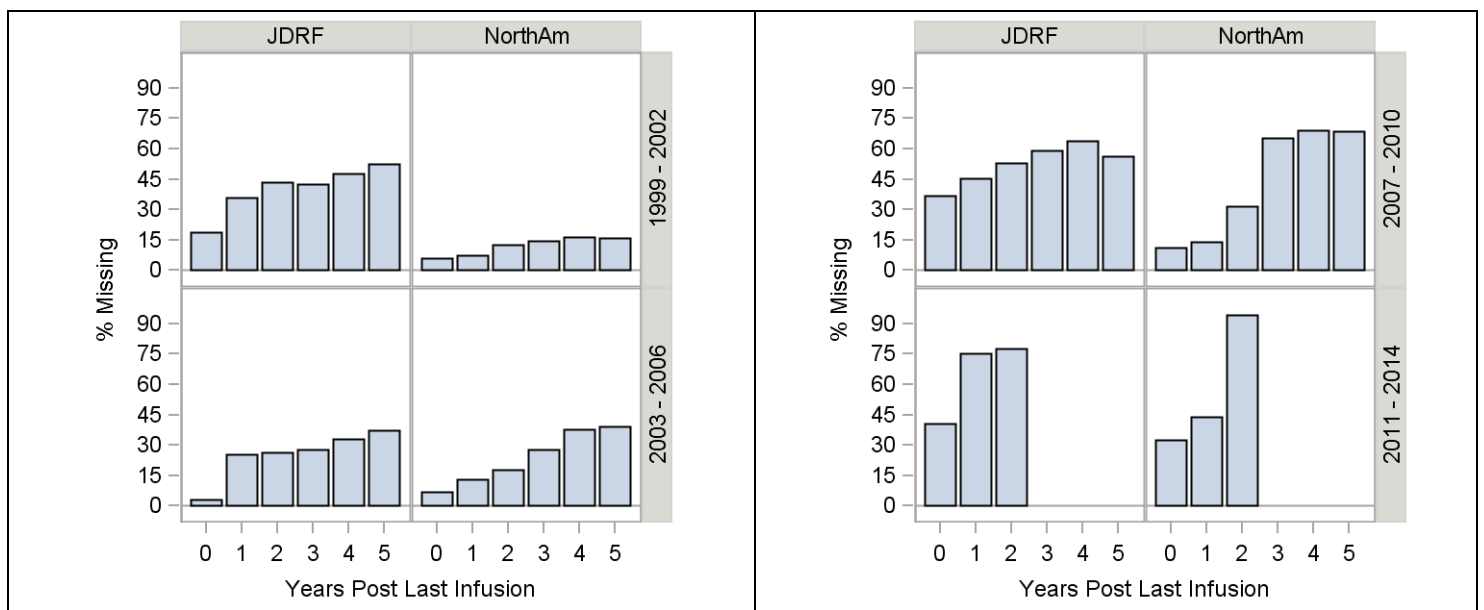 JDRF NorthAm
90
75
60
45
30
15
0
1999 - 2002
90
75
60
45
30
15
0
2003 - 2006
% Missing
0 1 2 3 4 5 0 1 2 3 4 5
Years Post Last Infusion
JDRF NorthAm
90
75
60
45
30
15
0
2007 - 2010
90
75
60
45
30
15
0
2011 - 2014
% Missing
0 1 2 3 4 5 0 1 2 3 4 5
Years Post Last Infusion